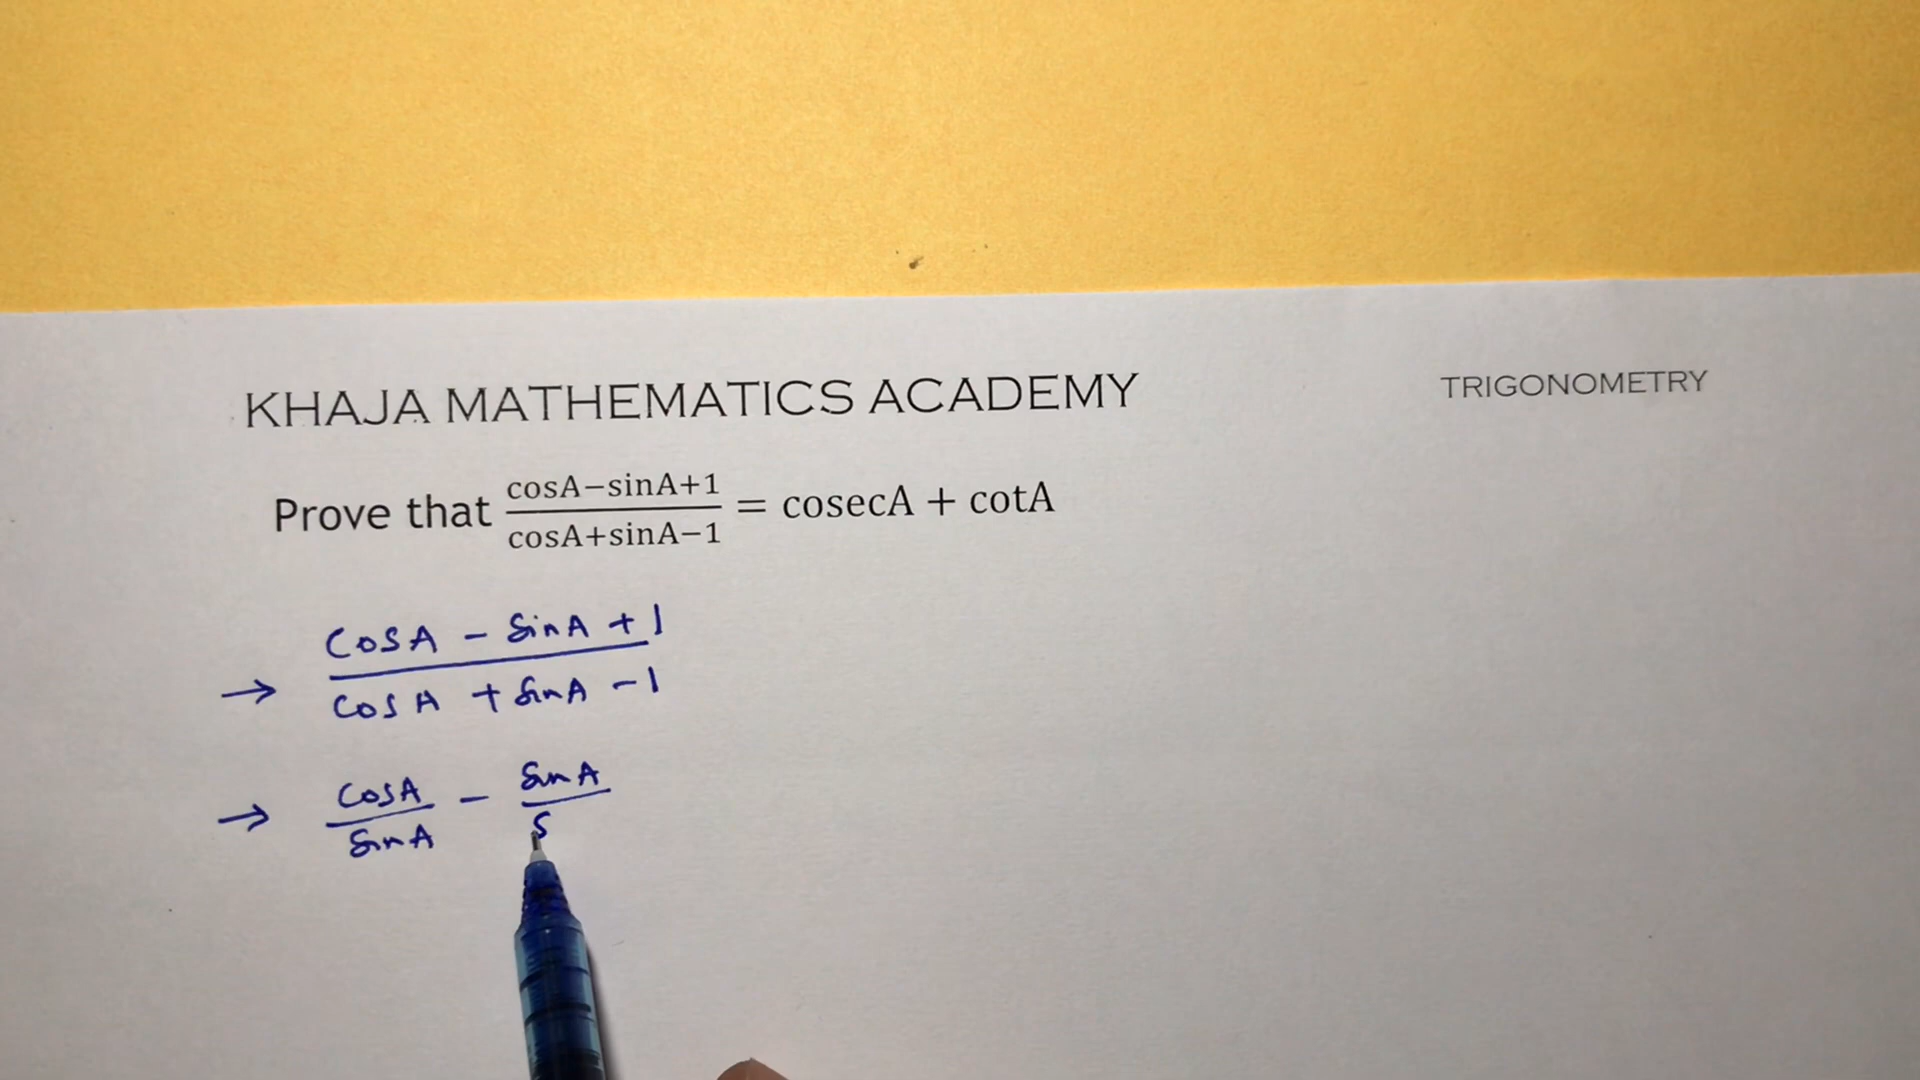 KHAJA MATHEMATICS ACADEMY TRIGONOMETRY
Prove that (cosA−sinA+1)/(cosA+sinA−1) = cosecA + cotA
→ (cosA − sinA + 1)/(cosA + sinA − 1)
→ cosA/sinA − sinA/s